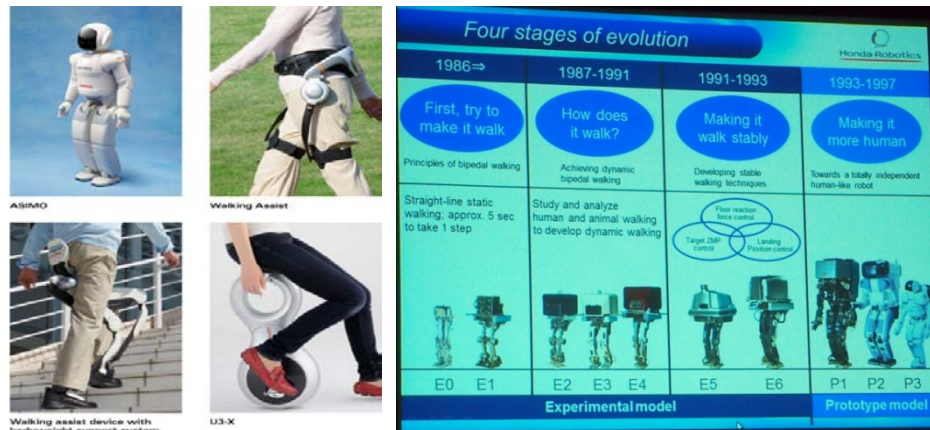 ASIMO
Walking Assist
Walking assist device with
bodyweight support system
U3-X
Four stages of evolution
Honda Robotics
1986⇒
1987-1991
1991-1993
1993-1997
First, try to
make it walk
How does
it walk?
Making it
walk stably
Making it
more human
Principles of bipedal walking
Achieving dynamic
bipedal walking
Developing stable
walking techniques
Towards a totally independent
human-like robot
Straight-line static
walking; approx. 5 sec
to take 1 step
Study and analyze
human and animal walking
to develop dynamic walking
Floor reaction
force control
Target ZMP
control
Landing
Position control
E0
E1
E2
E3
E4
E5
E6
P1
P2
P3
Experimental model
Prototype model